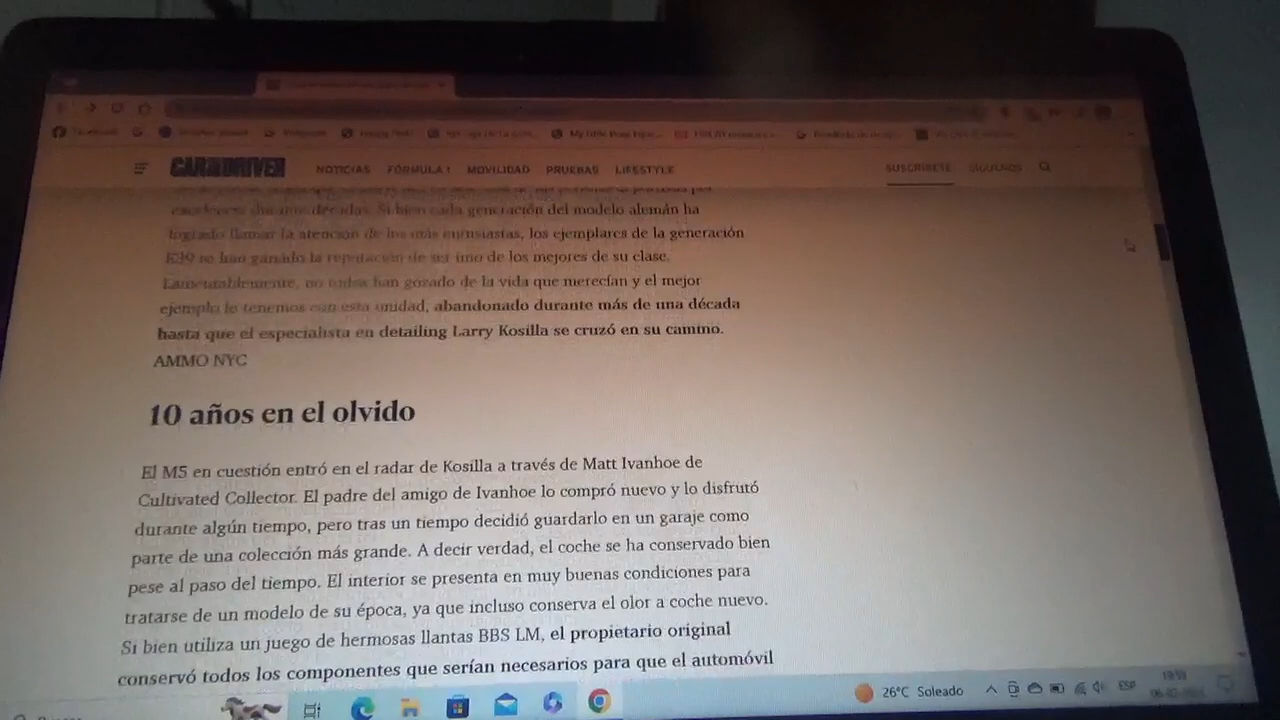 Facebook
CAR AND DRIVER NOTICIAS FÓRMULA 1 MOVILIDAD PRUEBAS LIFESTYLE SUSCRÍBETE SÍGUENOS
durante décadas. Si bien cada generación del modelo alemán ha
logrado llamar la atención de los más entusiastas, los ejemplares de la generación
E39 se han ganado la reputación de ser uno de los mejores de su clase.
Lamentablemente, no todos han gozado de la vida que merecían y el mejor
ejemplo lo tenemos con esta unidad, abandonado durante más de una década
hasta que el especialista en detailing Larry Kosilla se cruzó en su camino.
AMMO NYC
10 años en el olvido
El M5 en cuestión entró en el radar de Kosilla a través de Matt Ivanhoe de
Cultivated Collector. El padre del amigo de Ivanhoe lo compró nuevo y lo disfrutó
durante algún tiempo, pero tras un tiempo decidió guardarlo en un garaje como
parte de una colección más grande. A decir verdad, el coche se ha conservado bien
pese al paso del tiempo. El interior se presenta en muy buenas condiciones para
tratarse de un modelo de su época, ya que incluso conserva el olor a coche nuevo.
Si bien utiliza un juego de hermosas llantas BBS LM, el propietario original
conservó todos los componentes que serían necesarios para que el automóvil
26°C Soleado ESP